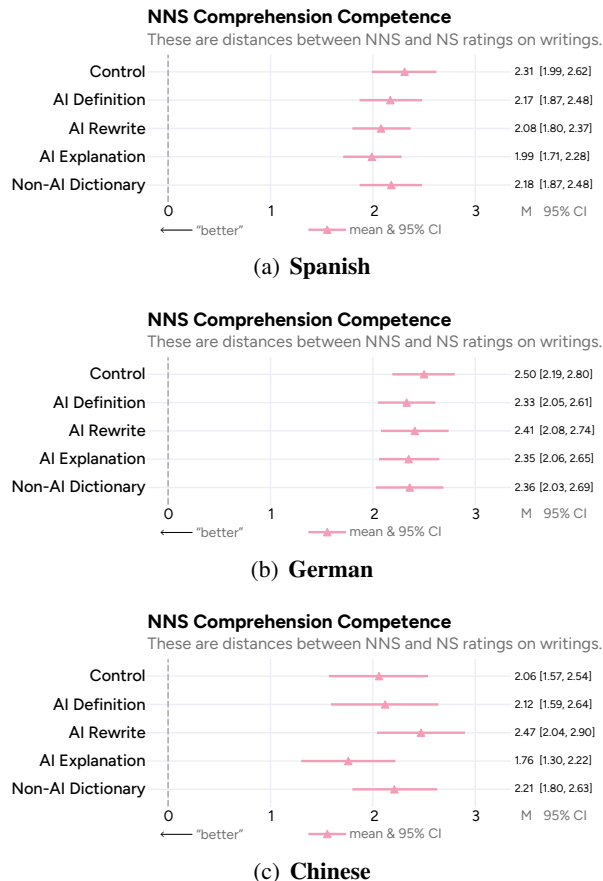 NNS Comprehension Competence
These are distances between NNS and NS ratings on writings.
Control 2.31 [1.99, 2.62]
AI Definition 2.17 [1.87, 2.48]
AI Rewrite 2.08 [1.80, 2.37]
AI Explanation 1.99 [1.71, 2.28]
Non-AI Dictionary 2.18 [1.87, 2.48]
0 1 2 3 M 95% CI
← “better” mean & 95% CI
(a) Spanish
NNS Comprehension Competence
These are distances between NNS and NS ratings on writings.
Control 2.50 [2.19, 2.80]
AI Definition 2.33 [2.05, 2.61]
AI Rewrite 2.41 [2.08, 2.74]
AI Explanation 2.35 [2.06, 2.65]
Non-AI Dictionary 2.36 [2.03, 2.69]
0 1 2 3 M 95% CI
← “better” mean & 95% CI
(b) German
NNS Comprehension Competence
These are distances between NNS and NS ratings on writings.
Control 2.06 [1.57, 2.54]
AI Definition 2.12 [1.59, 2.64]
AI Rewrite 2.47 [2.04, 2.90]
AI Explanation 1.76 [1.30, 2.22]
Non-AI Dictionary 2.21 [1.80, 2.63]
0 1 2 3 M 95% CI
← “better” mean & 95% CI
(c) Chinese